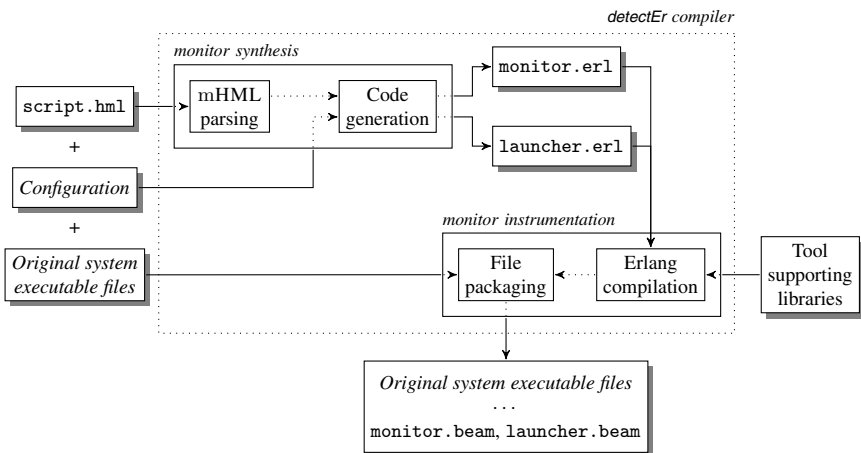 detectEr compiler
monitor synthesis
script.hml
mHML
parsing
Code
generation
monitor.erl
launcher.erl
+
Configuration
+
Original system
executable files
monitor instrumentation
File
packaging
Erlang
compilation
Tool
supporting
libraries
Original system executable files
...
monitor.beam, launcher.beam